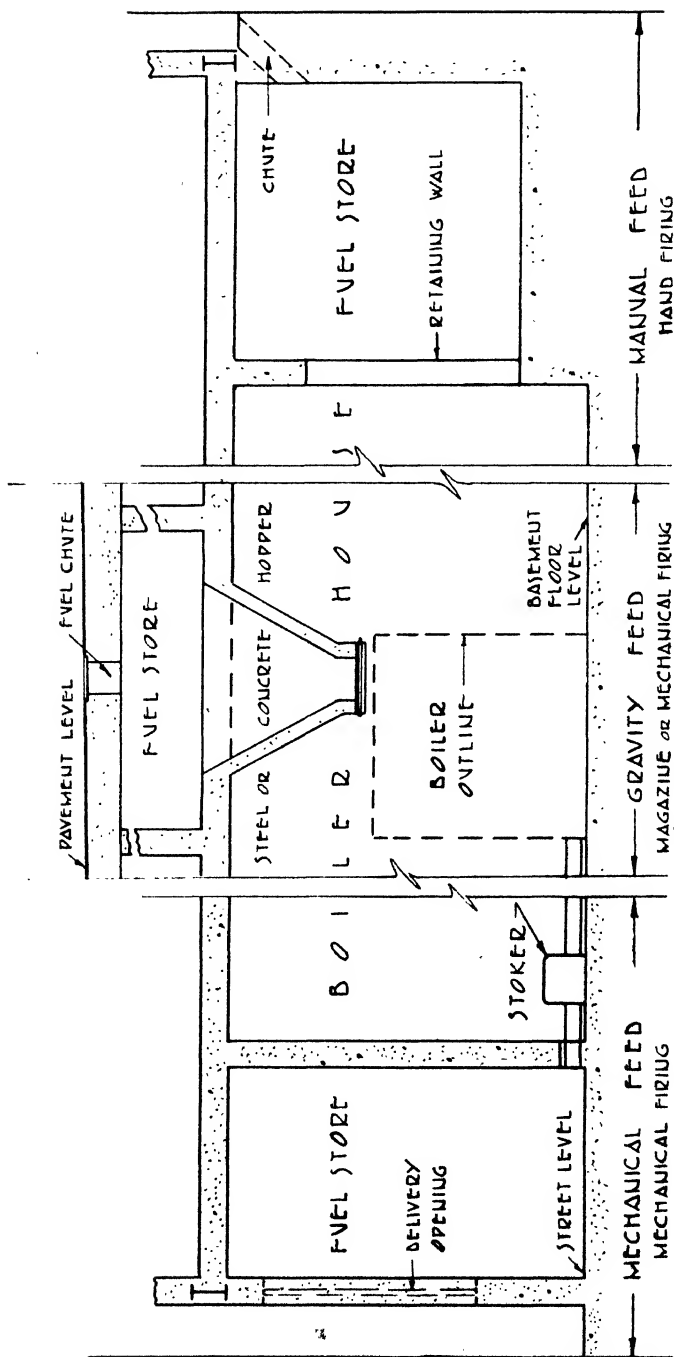 PAVEMENT LEVEL
FUEL CHUTE
FUEL STORE
STEEL OR CONCRETE HOPPER
CHUTE
BOILER HOUSE
FUEL STORE
FUEL STORE
DELIVERY
OPENING
BOILER
OUTLINE
RETAINING WALL
STOKER
BASEMENT
FLOOR
LEVEL
STREET LEVEL
MECHANICAL FEED
MECHANICAL FIRING
GRAVITY FEED
MAGAZINE OR MECHANICAL FIRING
MANUAL FEED
HAND FIRING